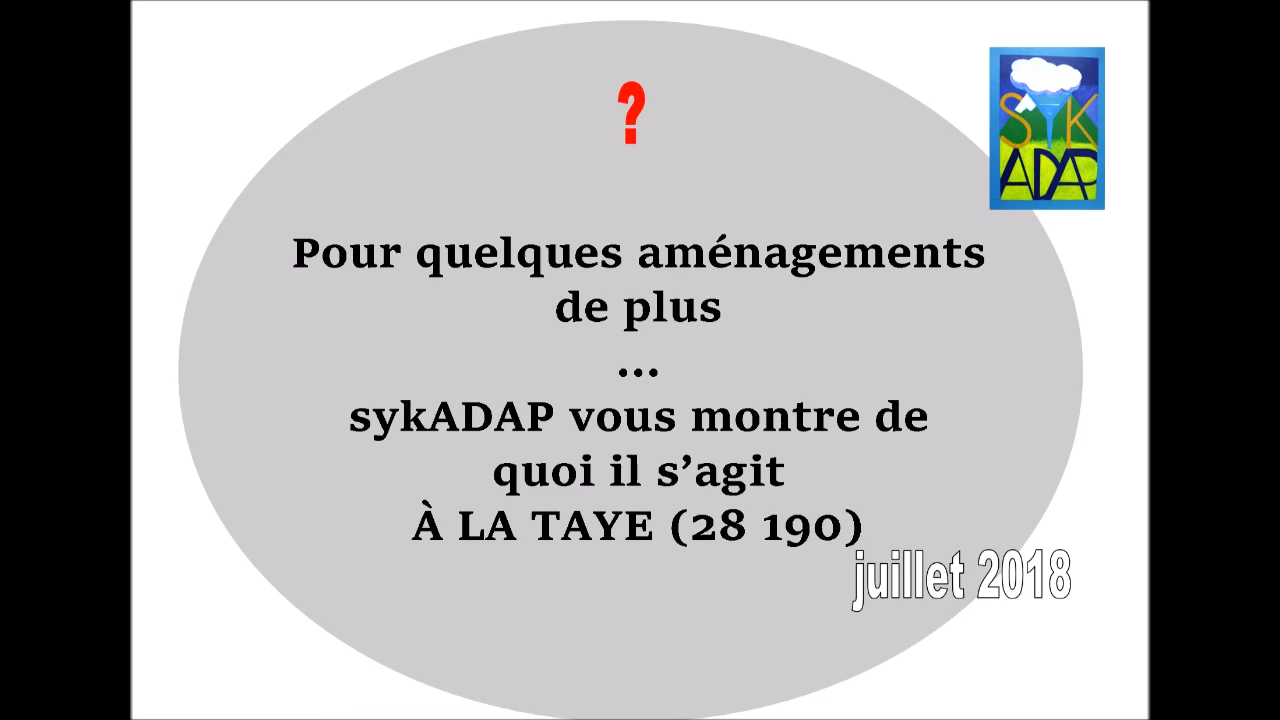 ?
SYK
ADAP
Pour quelques aménagements
de plus
...
sykADAP vous montre de
quoi il s’agit
À LA TAYE (28 190)
juillet 2018